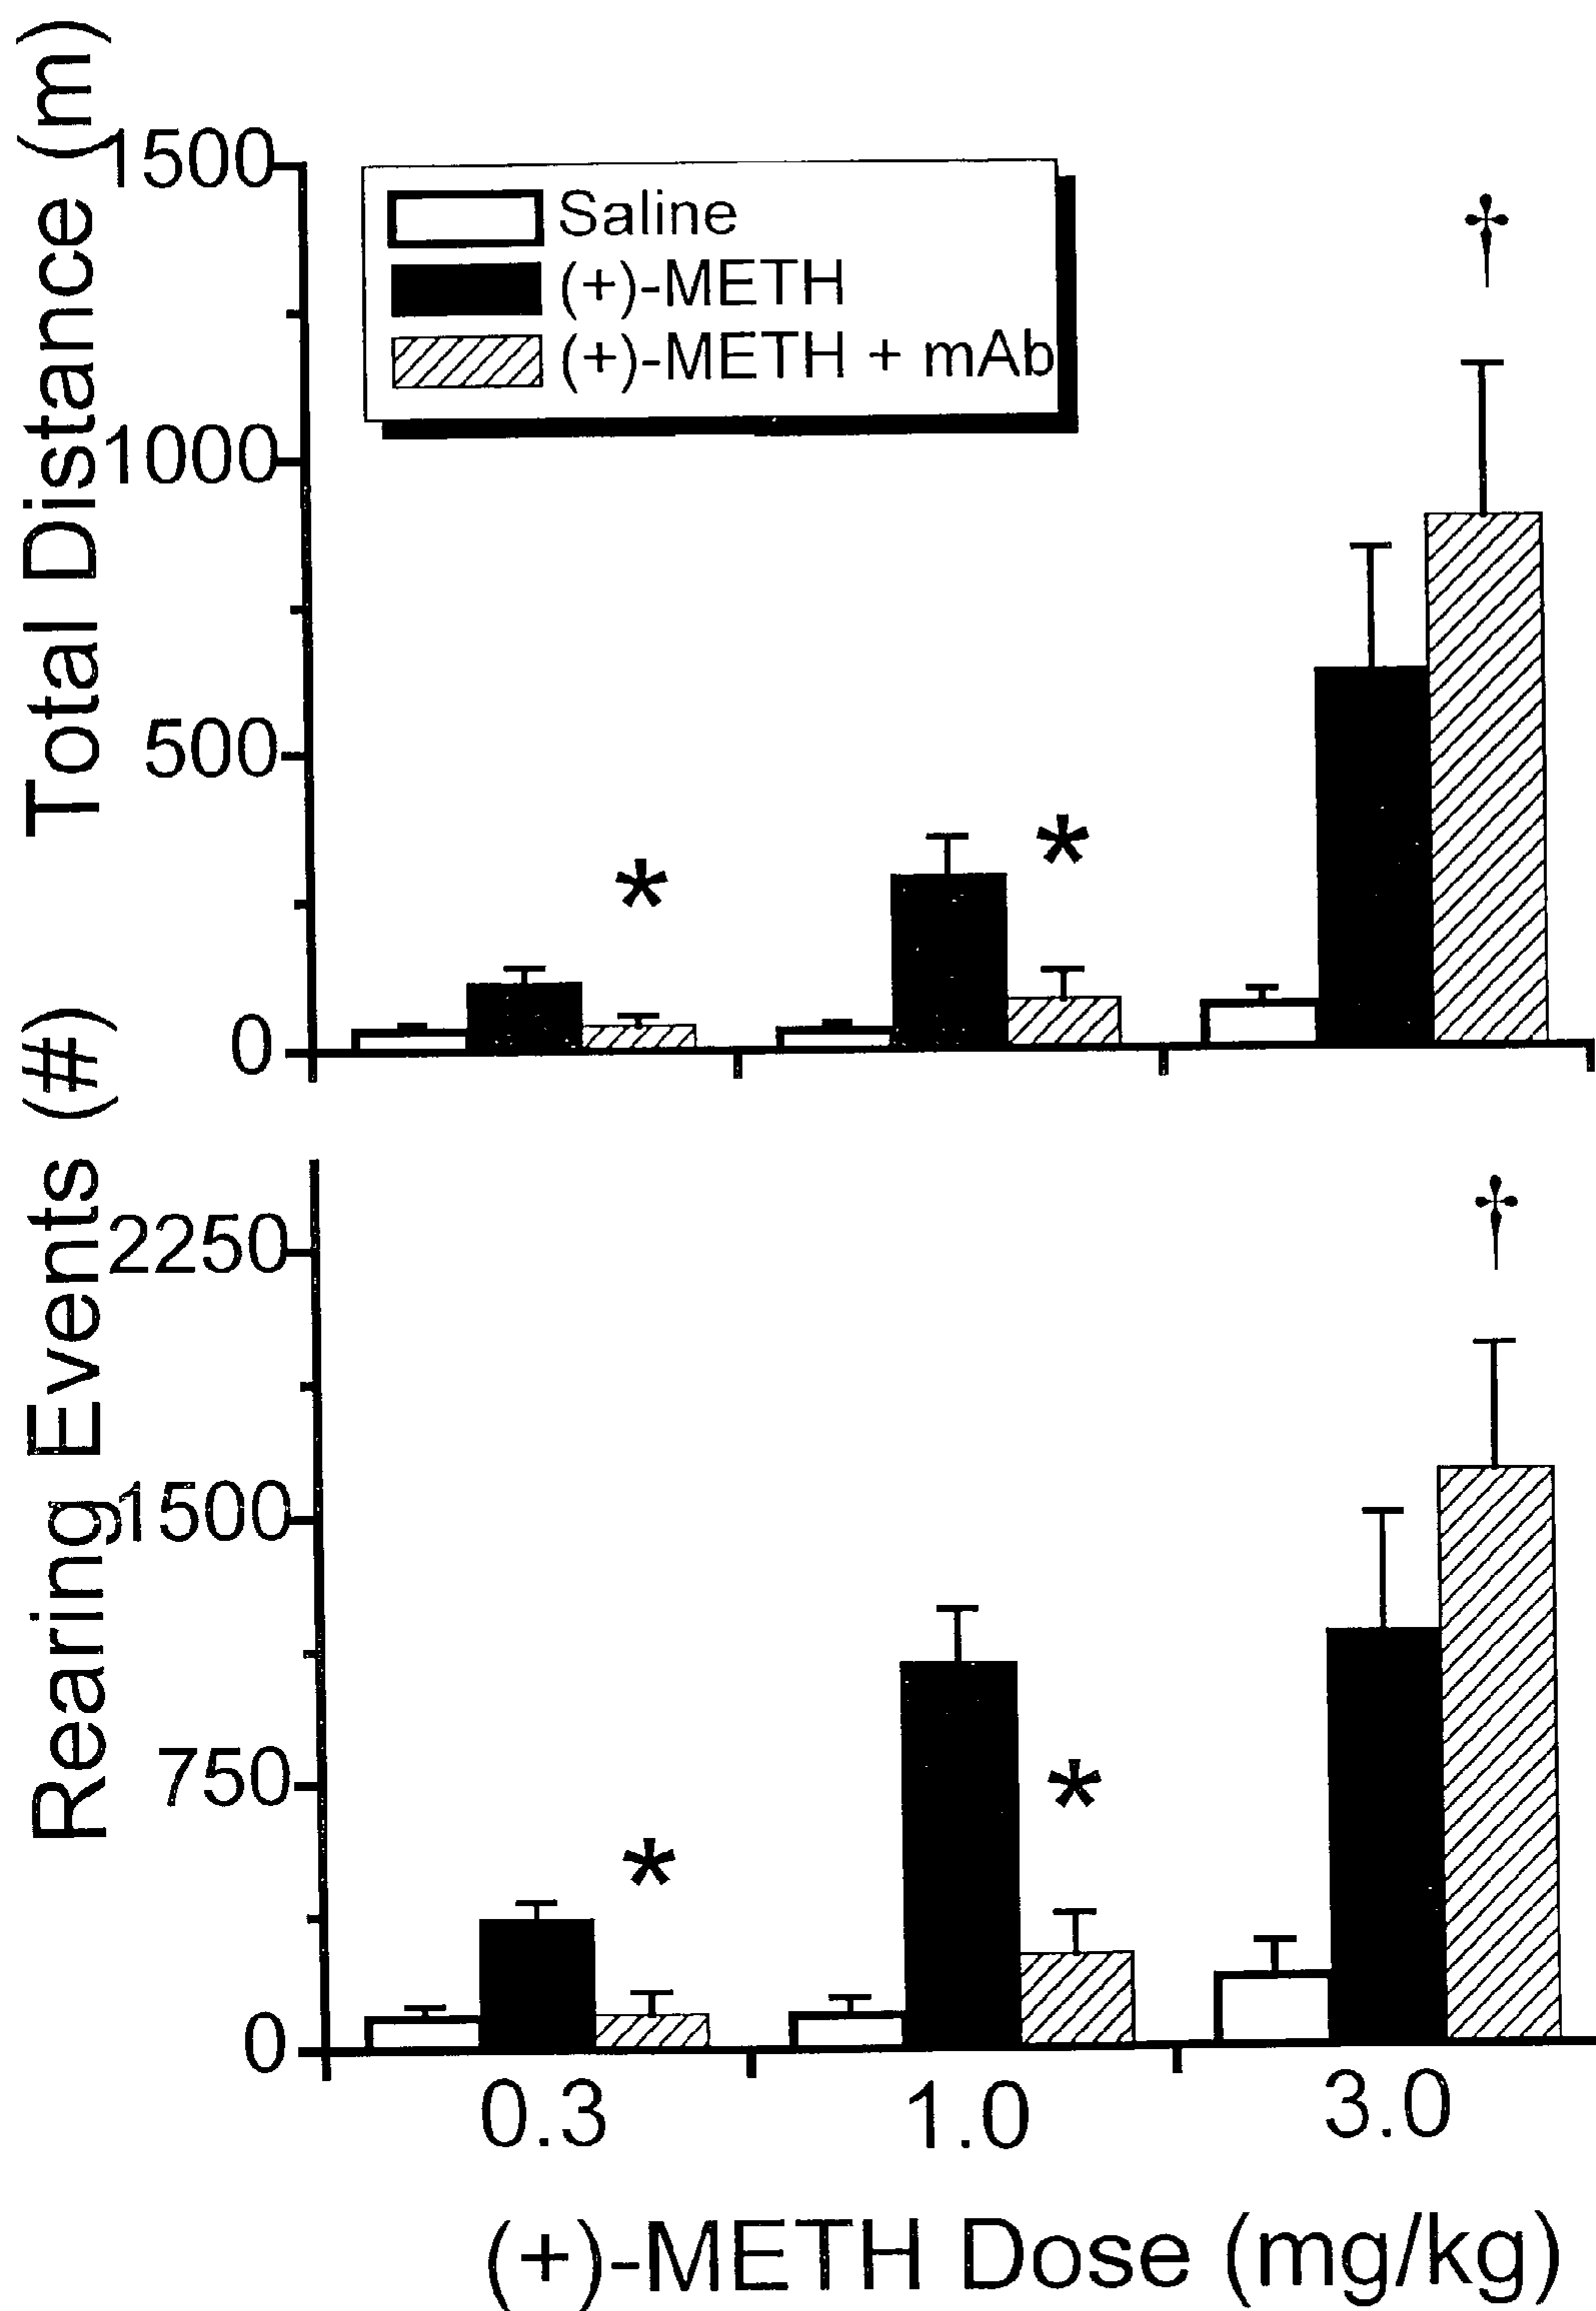 Total Distance (m)
1500
1000
500
0
Saline
(+)-METH
(+)-METH + mAb
†
*
*
Rearing Events (#)
2250
1500
750
0
†
*
*
0.3 1.0 3.0
(+)-METH Dose (mg/kg)